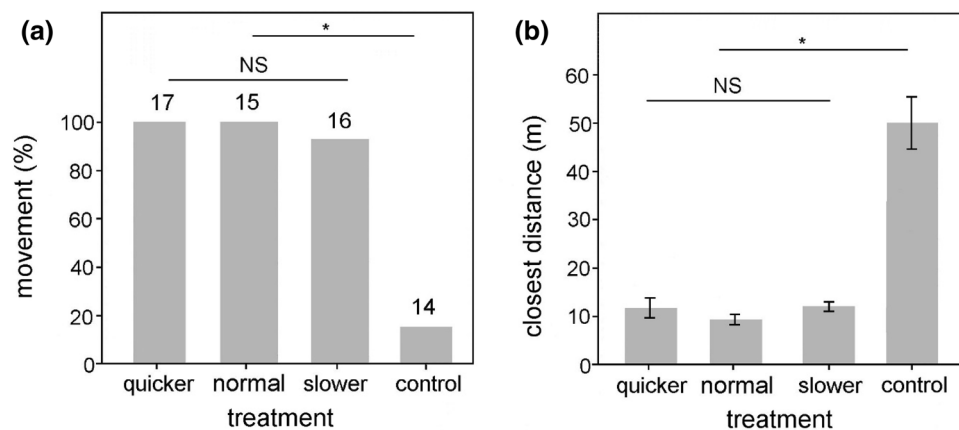 (a)
*
NS
17
15
16
14
100
80
60
40
20
0
movement (%)
quicker normal slower control
treatment
(b)
*
NS
60
50
40
30
20
10
0
closest distance (m)
quicker normal slower control
treatment